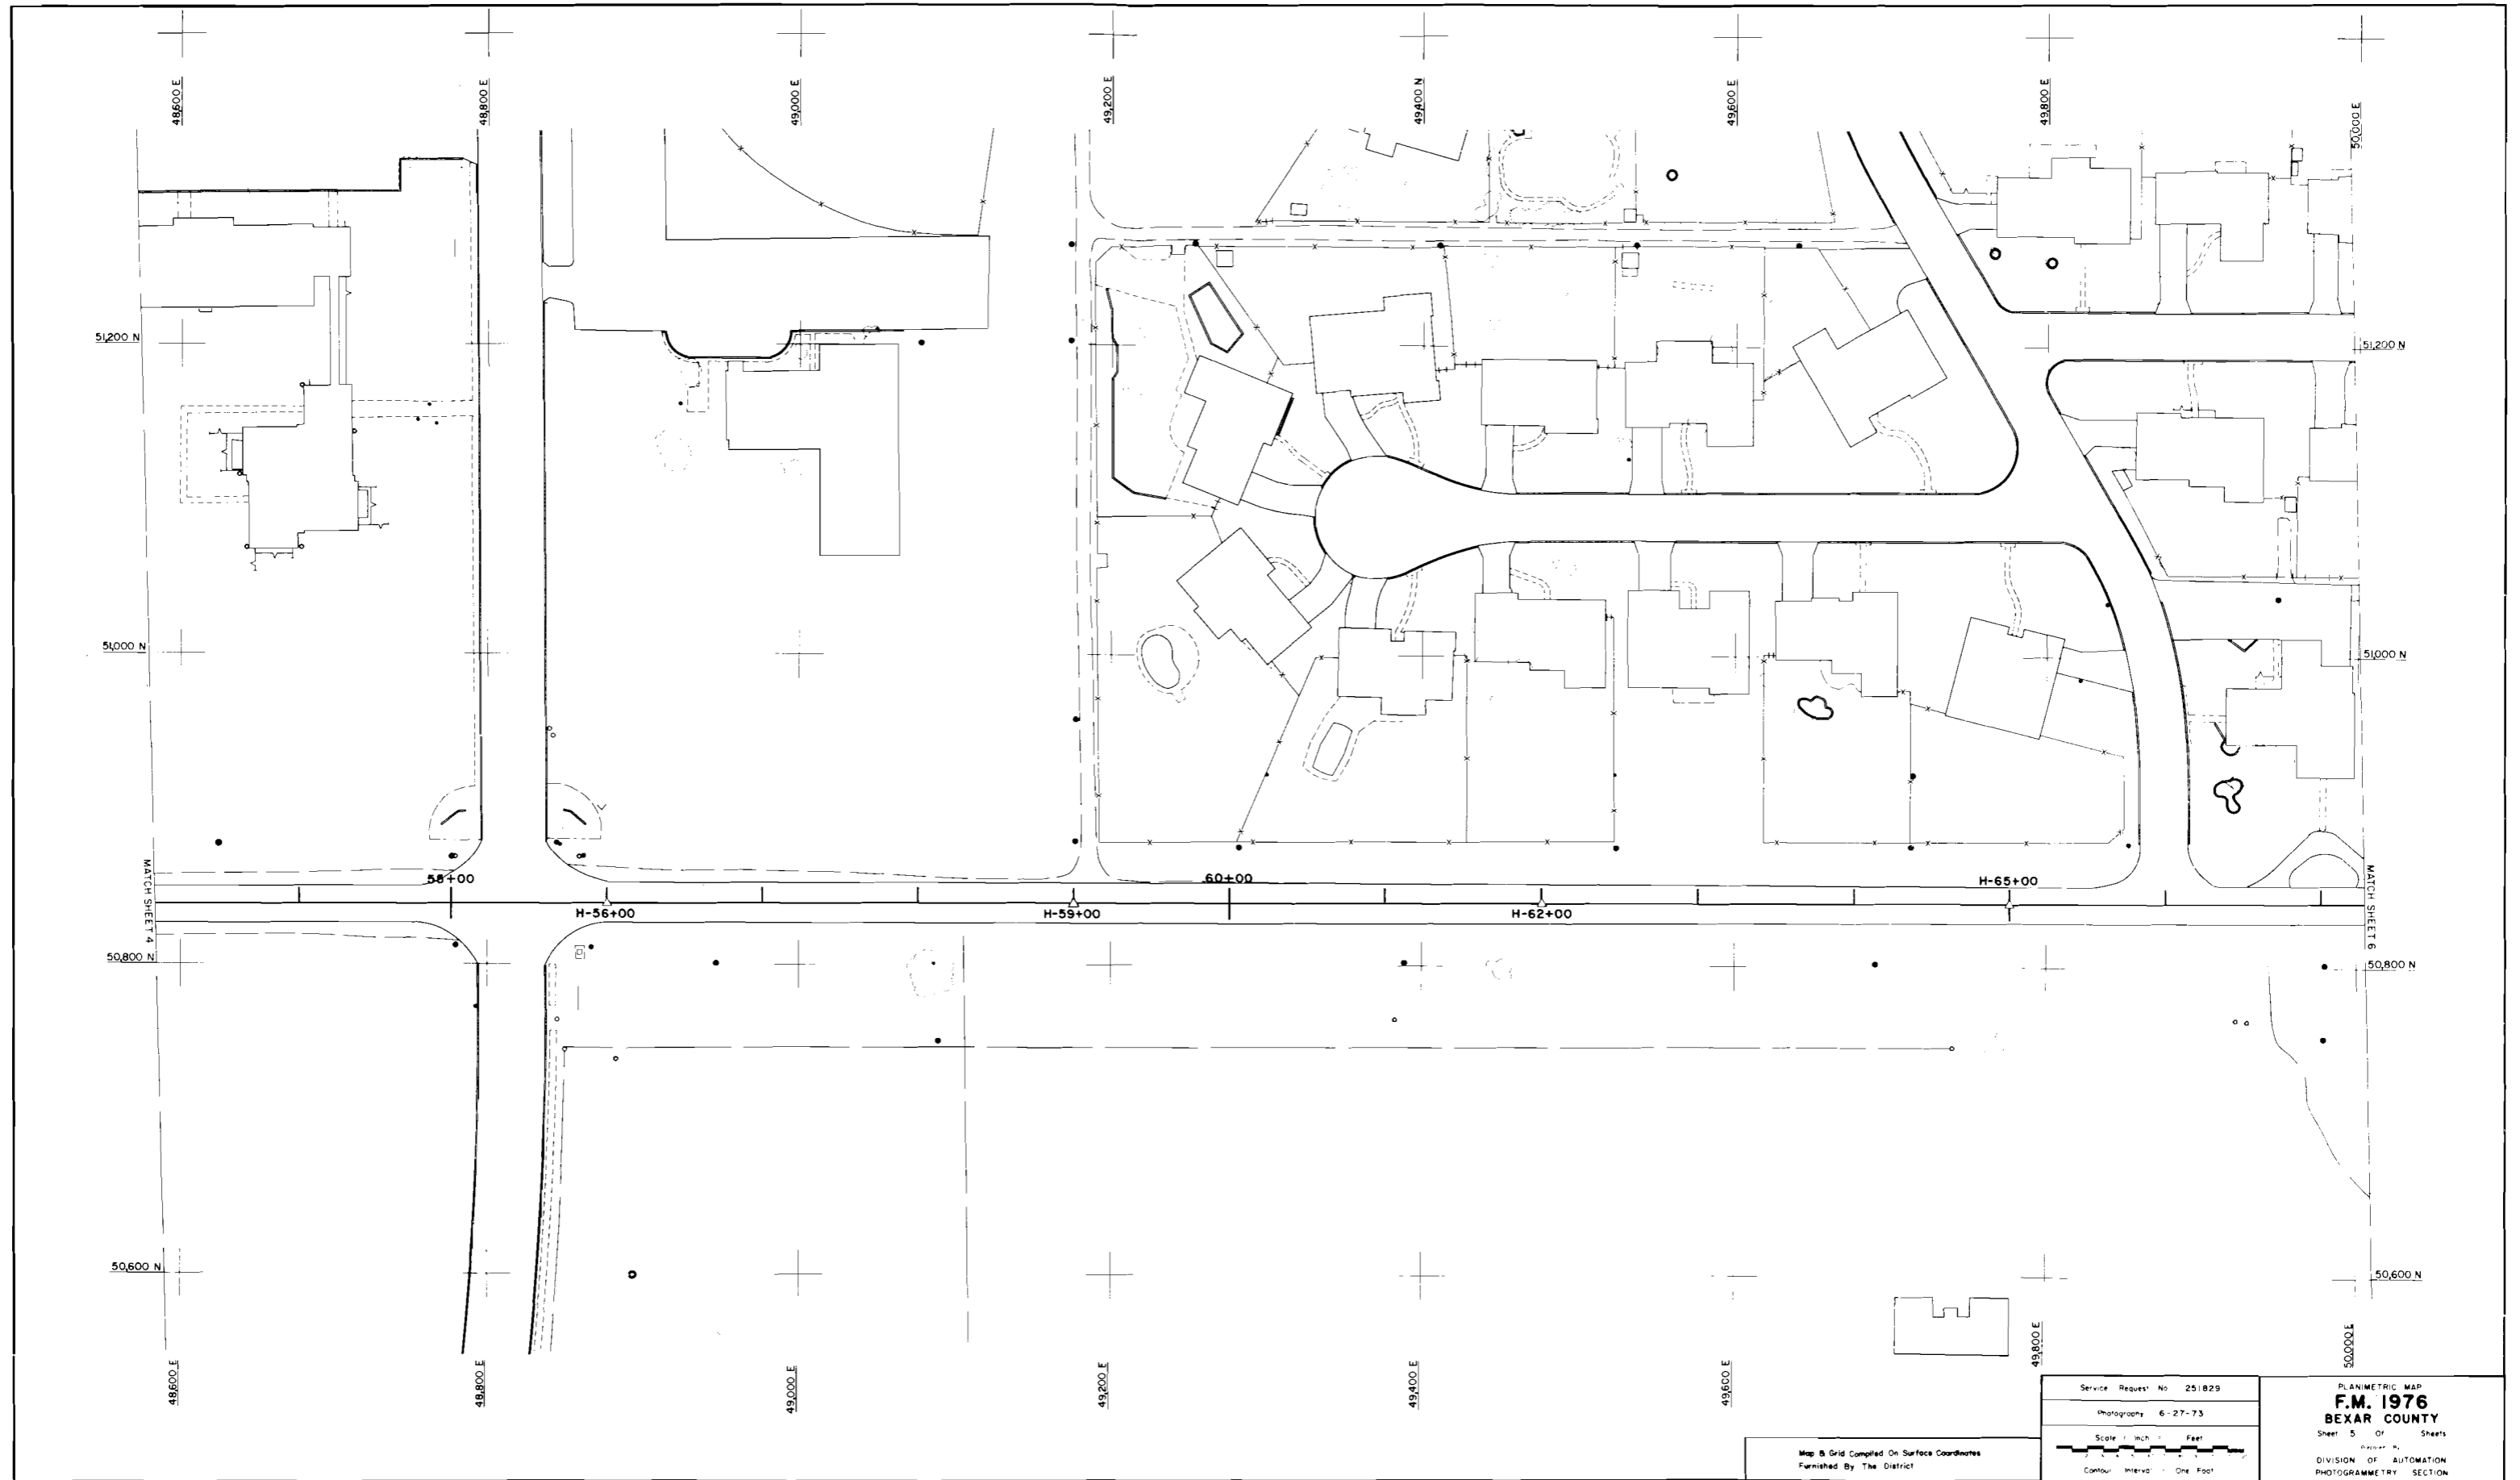 48,600 E
48,800 E
49,000 E
49,200 E
49,400 N
49,600 E
49,800 E
50,000 E
51,200 N
51,200 N
51,000 N
51,000 N
MATCH SHEET 4
58+00
60+00
H-65+00
MATCH SHEET 6
H-56+00
H-59+00
H-62+00
50,800 N
50,800 N
50,600 N
50,600 N
48,600 E
48,800 E
49,000 E
49,200 E
49,400 E
49,600 E
49,800 E
50,000 E
Map & Grid Compiled On Surface Coordinates
Furnished By The District
Service Request No 251829
Photography 6-27-73
Scale 1 Inch = Feet
Contour Interval - One Foot
PLANIMETRIC MAP
F.M. 1976
BEXAR COUNTY
Sheet 5 Of Sheets
DIVISION OF AUTOMATION
PHOTOGRAMMETRY SECTION